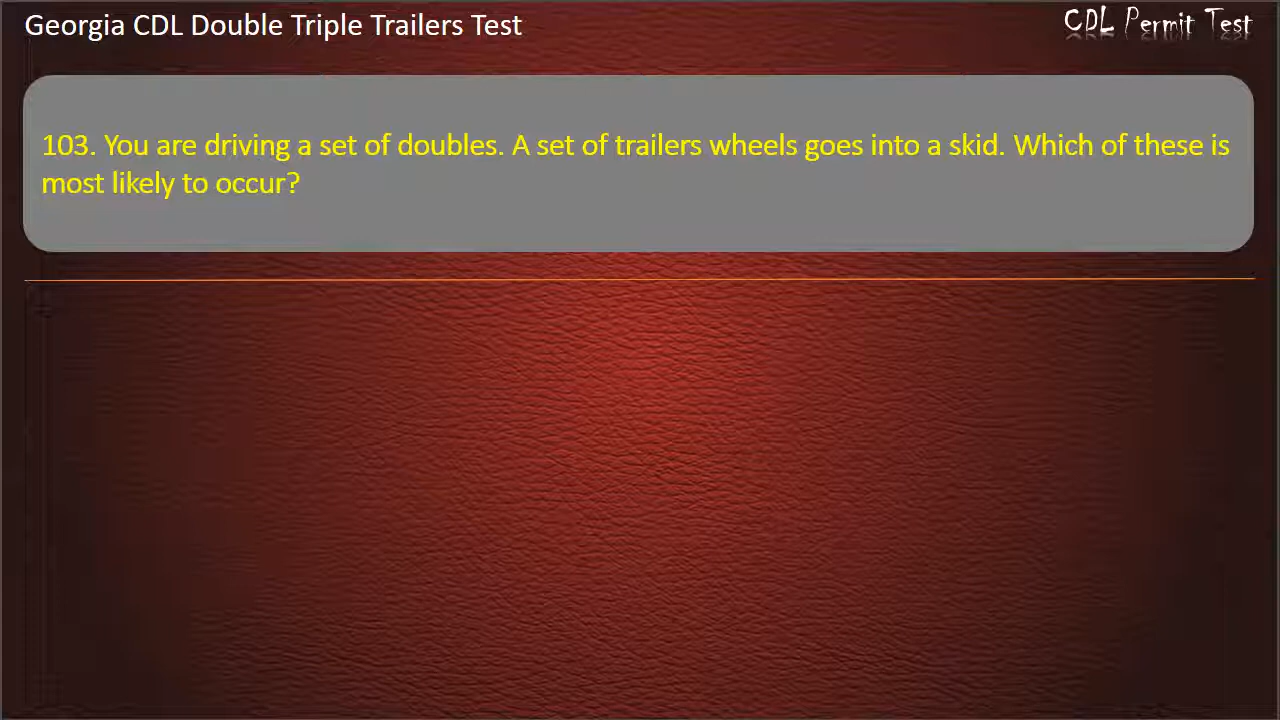 Georgia CDL Double Triple Trailers Test
CDL Permit Test
103. You are driving a set of doubles. A set of trailers wheels goes into a skid. Which of these is
most likely to occur?